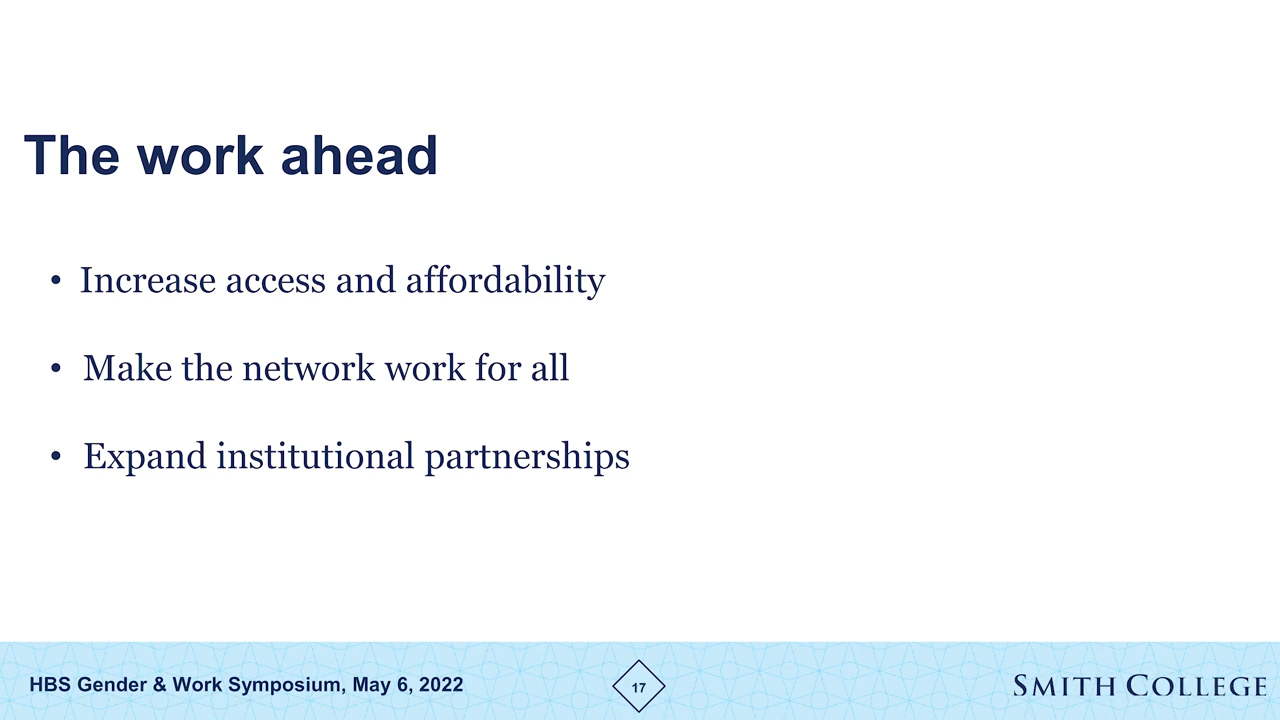 The work ahead
• Increase access and affordability
• Make the network work for all
• Expand institutional partnerships
HBS Gender & Work Symposium, May 6, 2022
17
SMITH COLLEGE